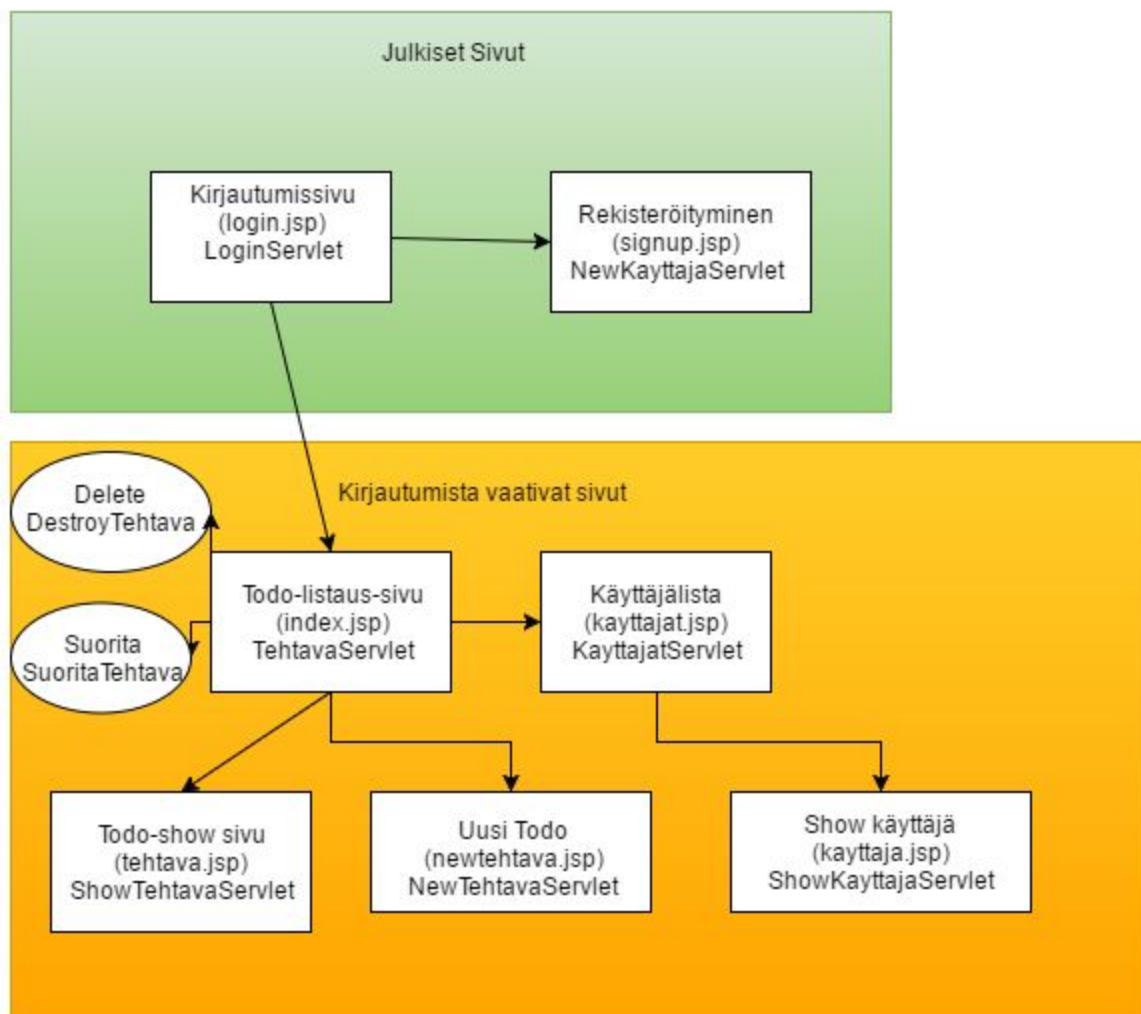 Julkiset Sivut
Kirjautumissivu
(login.jsp)
LoginServlet
Rekisteröityminen
(signup.jsp)
NewKayttajaServlet
Kirjautumista vaativat sivut
Delete
DestroyTehtava
Suorita
SuoritaTehtava
Todo-listaus-sivu
(index.jsp)
TehtavaServlet
Käyttäjälista
(kayttajat.jsp)
KayttajatServlet
Todo-show sivu
(tehtava.jsp)
ShowTehtavaServlet
Uusi Todo
(newtehtava.jsp)
NewTehtavaServlet
Show käyttäjä
(kayttaja.jsp)
ShowKayttajaServlet